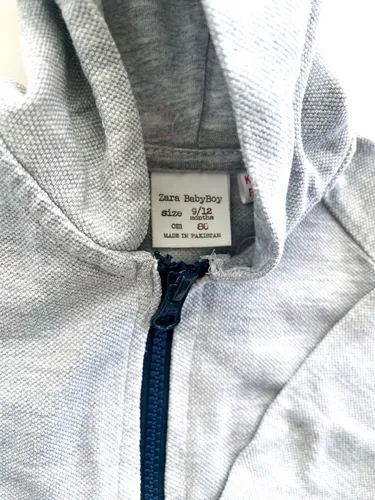 Zara BabyBoy
size 9/12
months
cm 80
MADE IN PAKISTAN